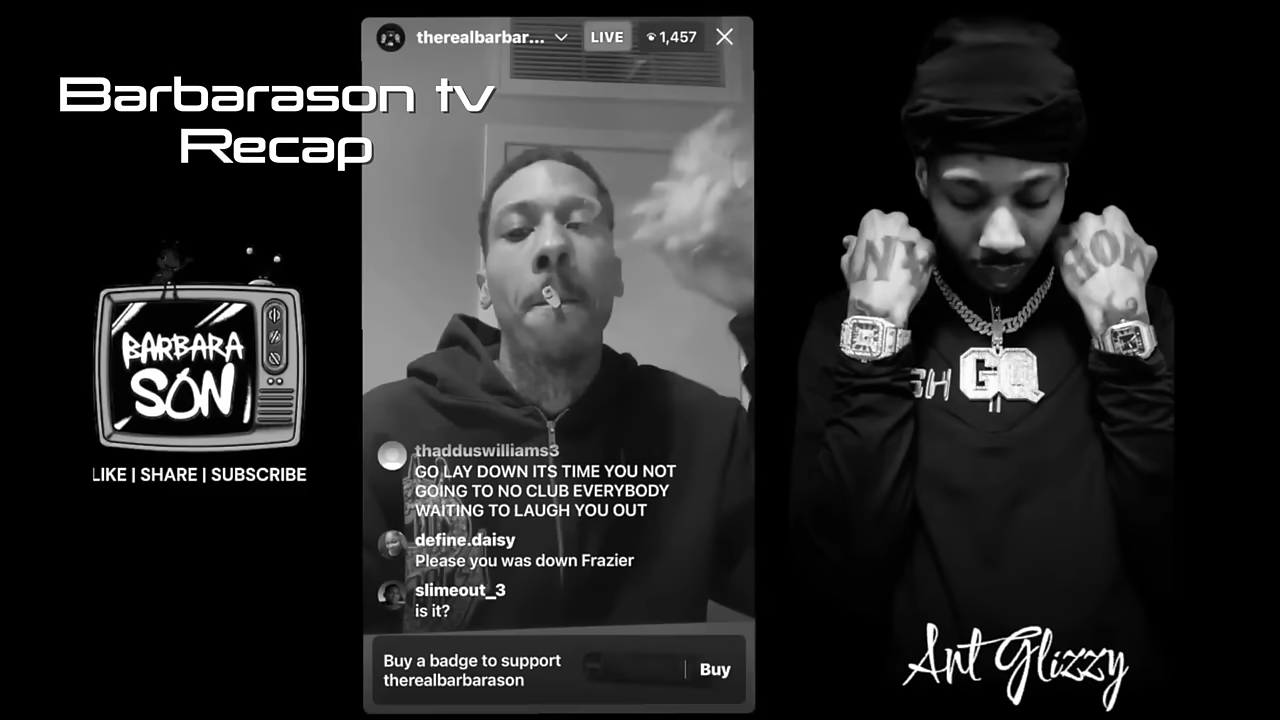 therealbarbar...
LIVE
1,457
Barbarason tv
Recap
BARBARA
SON
LIKE | SHARE | SUBSCRIBE
thadduswilliams3
GO LAY DOWN ITS TIME YOU NOT
GOING TO NO CLUB EVERYBODY
WAITING TO LAUGH YOU OUT
define.daisy
Please you was down Frazier
slimeout_3
is it?
Buy a badge to support
therealbarbarason
Buy
GH GQ
Ant Glizzy